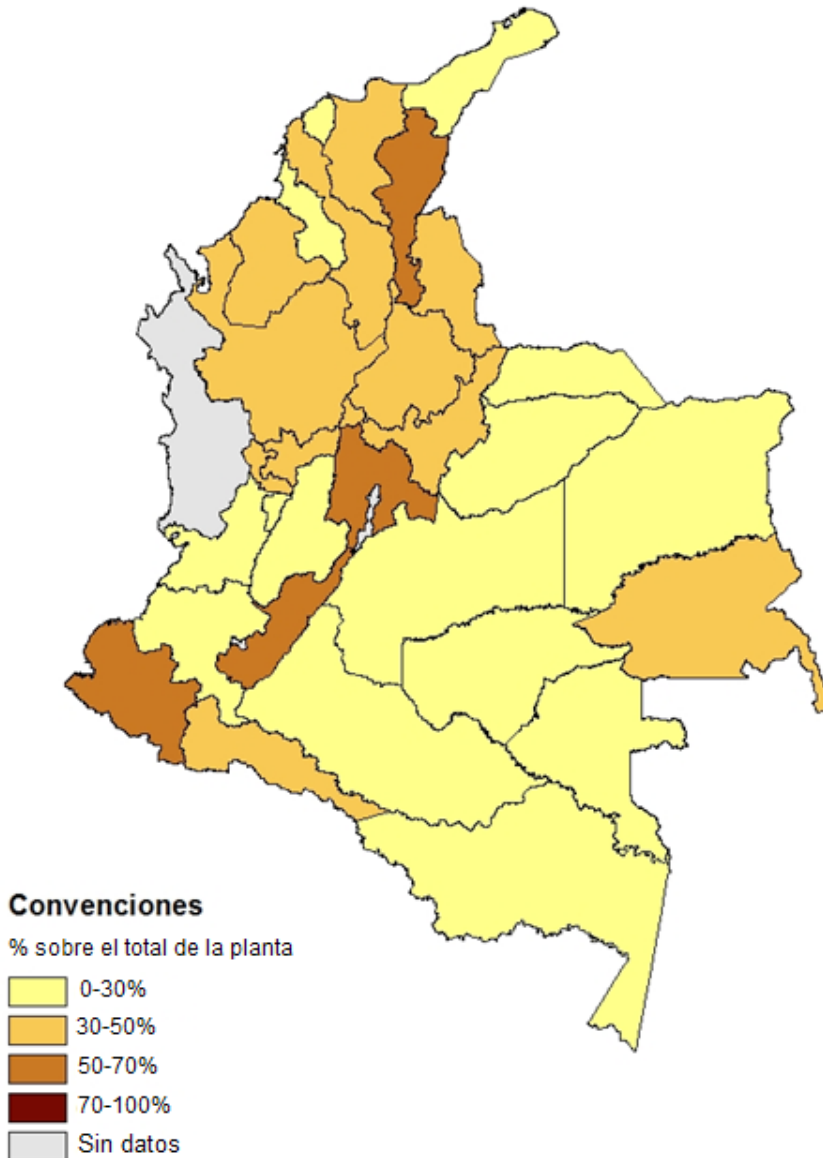 Convenciones
% sobre el total de la planta
0-30%
30-50%
50-70%
70-100%
Sin datos